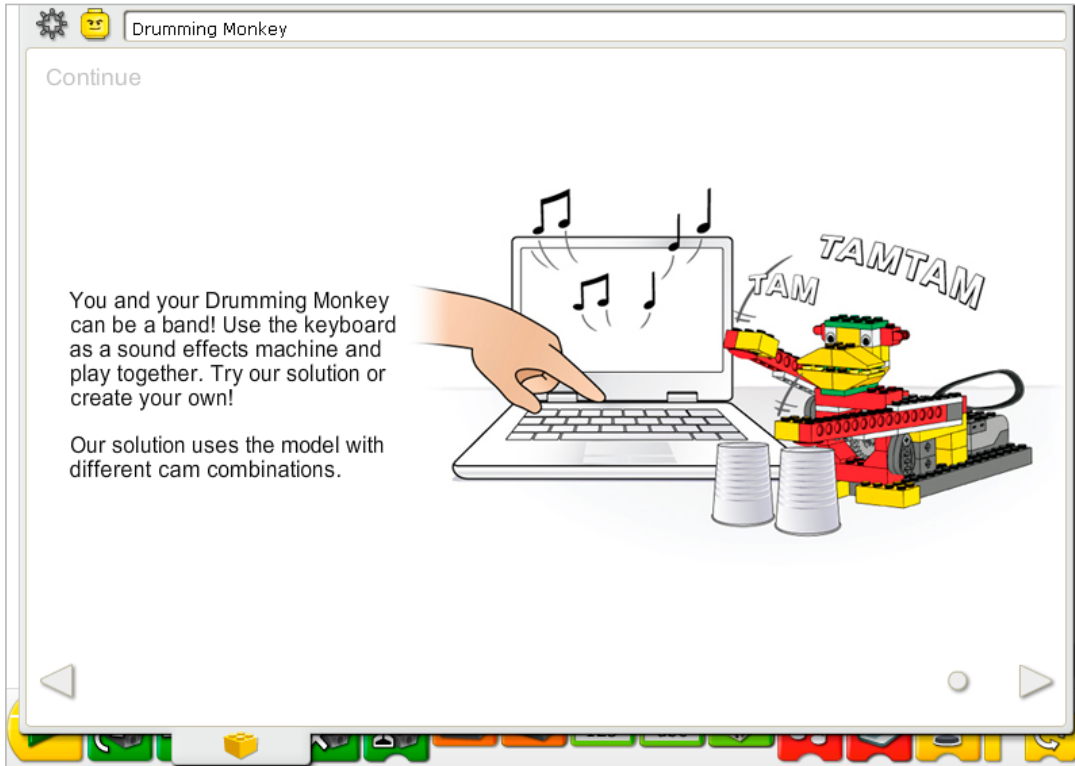 Drumming Monkey
Continue
TAMTAM
TAM
You and your Drumming Monkey
can be a band! Use the keyboard
as a sound effects machine and
play together. Try our solution or
create your own!
Our solution uses the model with
different cam combinations.